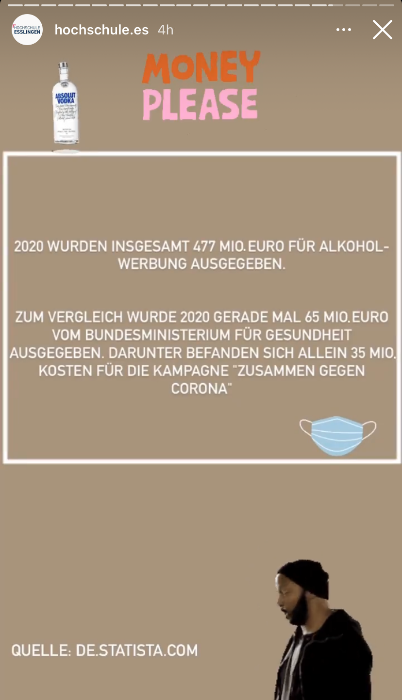 HOCHSCHULE
ESSLINGEN
hochschule.es 4h
MONEY
PLEASE
ABSOLUT
VODKA
2020 WURDEN INSGESAMT 477 MIO.EURO FÜR ALKOHOL-
WERBUNG AUSGEGEBEN.
ZUM VERGLEICH WURDE 2020 GERADE MAL 65 MIO.EURO
VOM BUNDESMINISTERIUM FÜR GESUNDHEIT
AUSGEGEBEN. DARUNTER BEFANDEN SICH ALLEIN 35 MIO.
KOSTEN FÜR DIE KAMPAGNE "ZUSAMMEN GEGEN
CORONA"
QUELLE: DE.STATISTA.COM